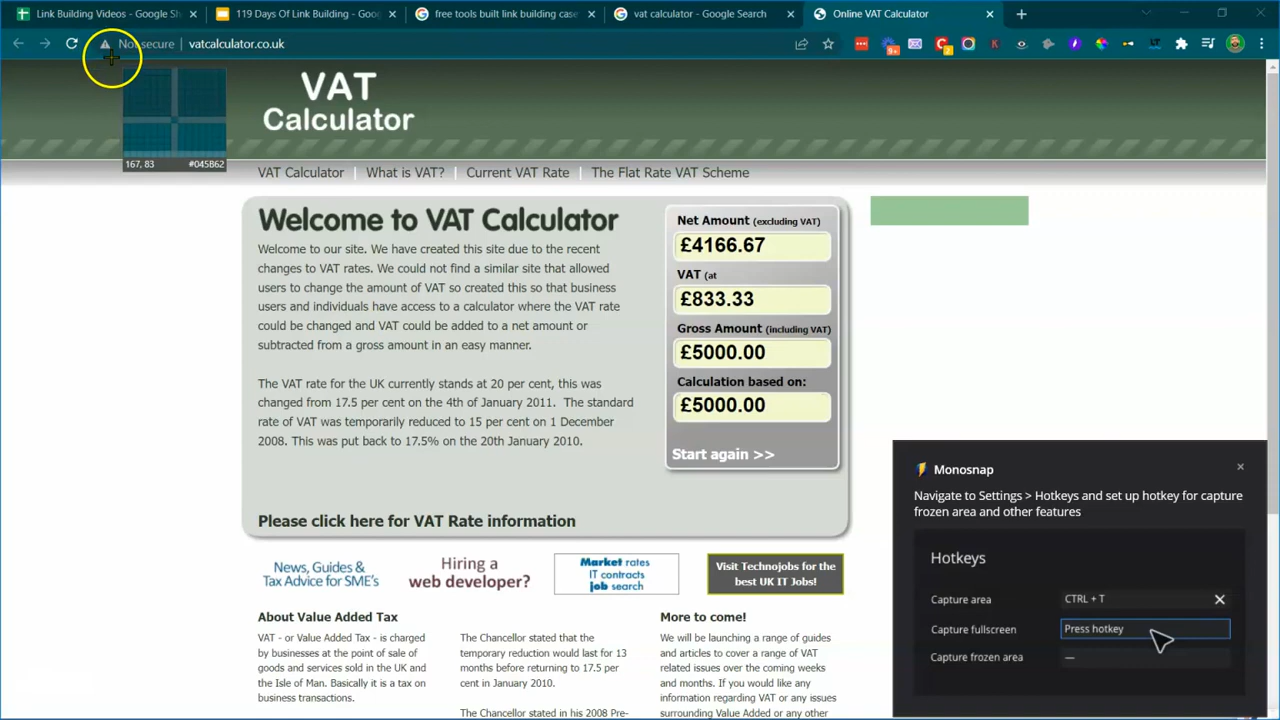 Link Building Videos - Google Sh
119 Days Of Link Building - Goog
free tools built link building case
vat calculator - Google Search
Online VAT Calculator
Not secure
vatcalculator.co.uk
9+
2
VAT
Calculator
167, 83
#045B62
VAT Calculator
What is VAT?
Current VAT Rate
The Flat Rate VAT Scheme
Welcome to VAT Calculator
Welcome to our site. We have created this site due to the recent
changes to VAT rates. We could not find a similar site that allowed
users to change the amount of VAT so created this so that business
users and individuals have access to a calculator where the VAT rate
could be changed and VAT could be added to a net amount or
subtracted from a gross amount in an easy manner.
The VAT rate for the UK currently stands at 20 per cent, this was
changed from 17.5 per cent on the 4th of January 2011. The standard
rate of VAT was temporarily reduced to 15 per cent on 1 December
2008. This was put back to 17.5% on the 20th January 2010.
Please click here for VAT Rate information
Net Amount (excluding VAT)
£4166.67
VAT (at
£833.33
Gross Amount (including VAT)
£5000.00
Calculation based on:
£5000.00
Start again >>
News, Guides &
Tax Advice for SME's
Hiring a
web developer?
Market rates
IT contracts
job search
Visit Technojobs for the
best UK IT Jobs!
About Value Added Tax
VAT - or Value Added Tax - is charged
by businesses at the point of sale of
goods and services sold in the UK and
the Isle of Man. Basically it is a tax on
business transactions.
The Chancellor stated that the
temporary reduction would last for 13
months before returning to 17.5 per
cent in January 2010.
The Chancellor stated in his 2008 Pre-
More to come!
We will be launching a range of guides
and articles to cover a range of VAT
related issues over the coming weeks
and months. If you would like any
information regarding VAT or any issues
surrounding Value Added or any other
Monosnap
Navigate to Settings > Hotkeys and set up hotkey for capture
frozen area and other features
Hotkeys
Capture area
CTRL + T
Capture fullscreen
Press hotkey
Capture frozen area
—